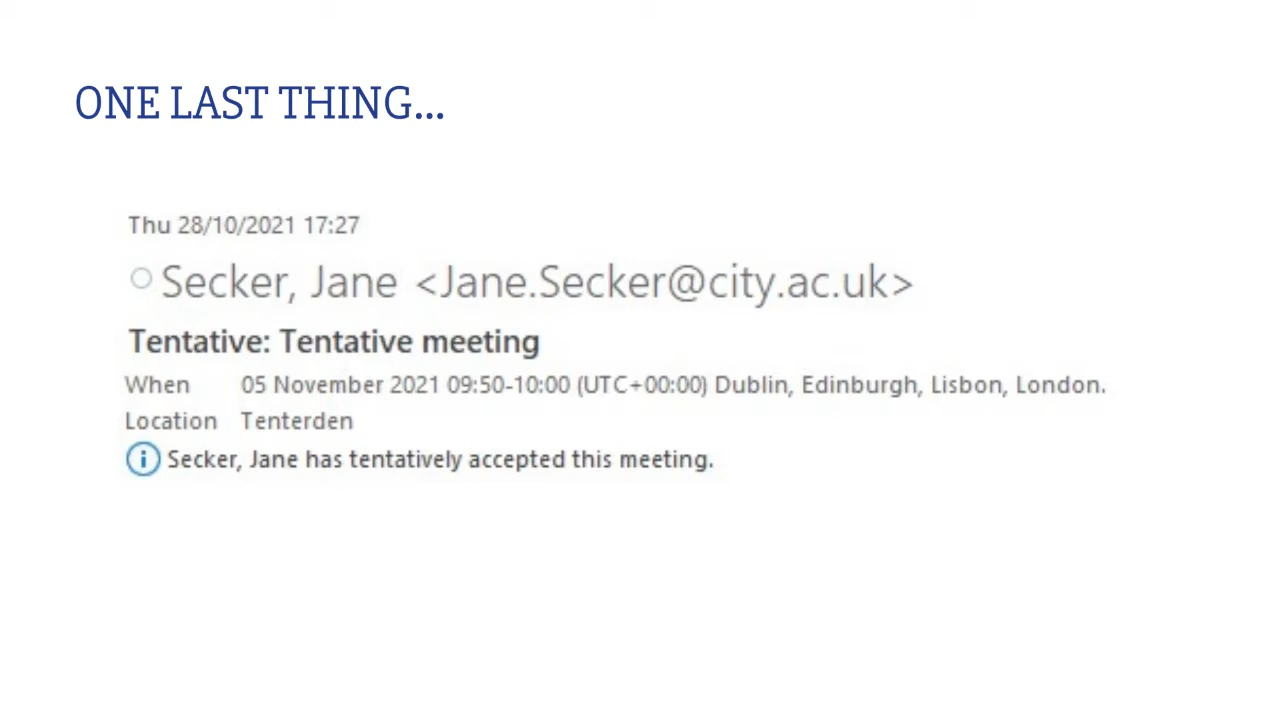 ONE LAST THING...
Thu 28/10/2021 17:27
Secker, Jane <Jane.Secker@city.ac.uk>
Tentative: Tentative meeting
When 05 November 2021 09:50-10:00 (UTC+00:00) Dublin, Edinburgh, Lisbon, London.
Location Tenterden
Secker, Jane has tentatively accepted this meeting.